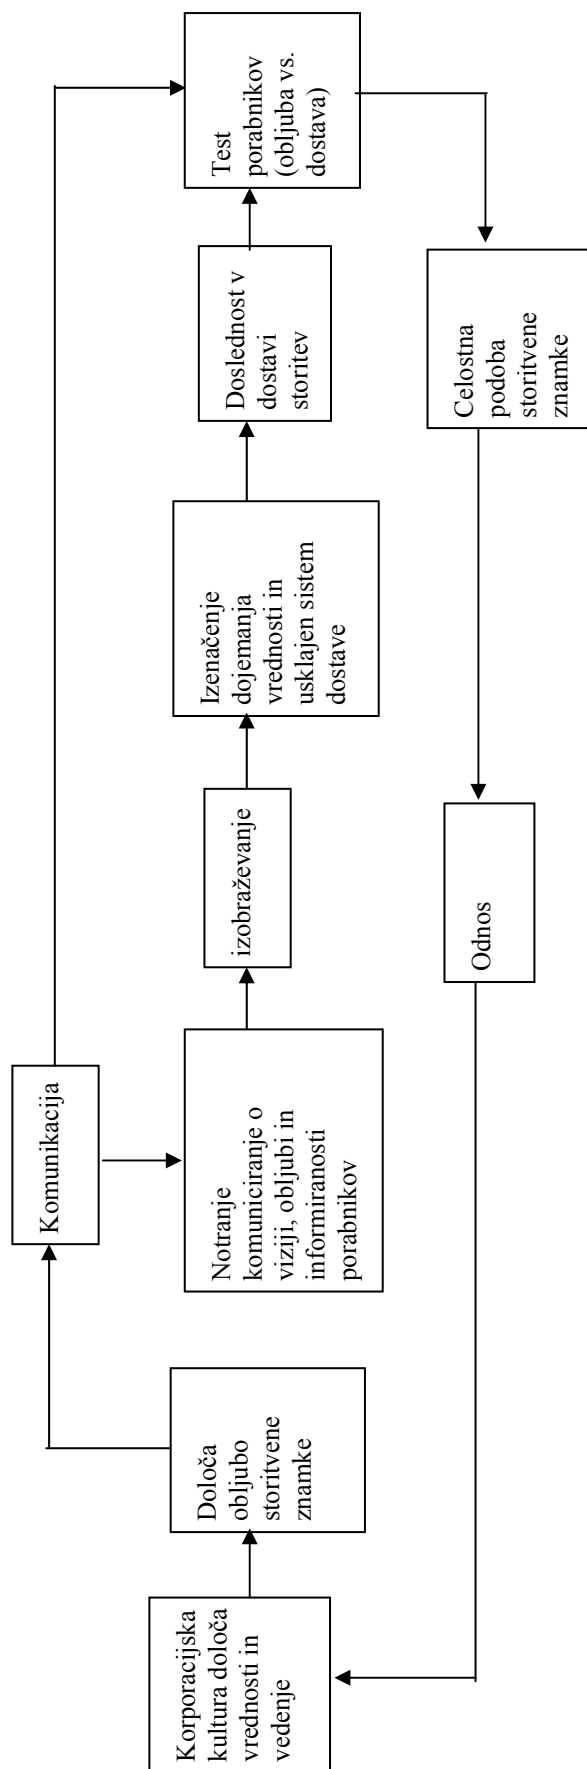 Korporacijska
kultura določa
vrednosti in
vedenje
Določa
obljubo
storitvene
znamke
Komunikacija
Notranje
komuniciranje o
viziji, obljubi in
informiranosti
porabnikov
izobraževanje
Izenačenje
dojemanja
vrednosti in
usklajen sistem
dostave
Doslednost v
dostavi
storitev
Test
porabnikov
(obljuba vs.
dostava)
Celostna
podoba
storitvene
znamke
Odnos